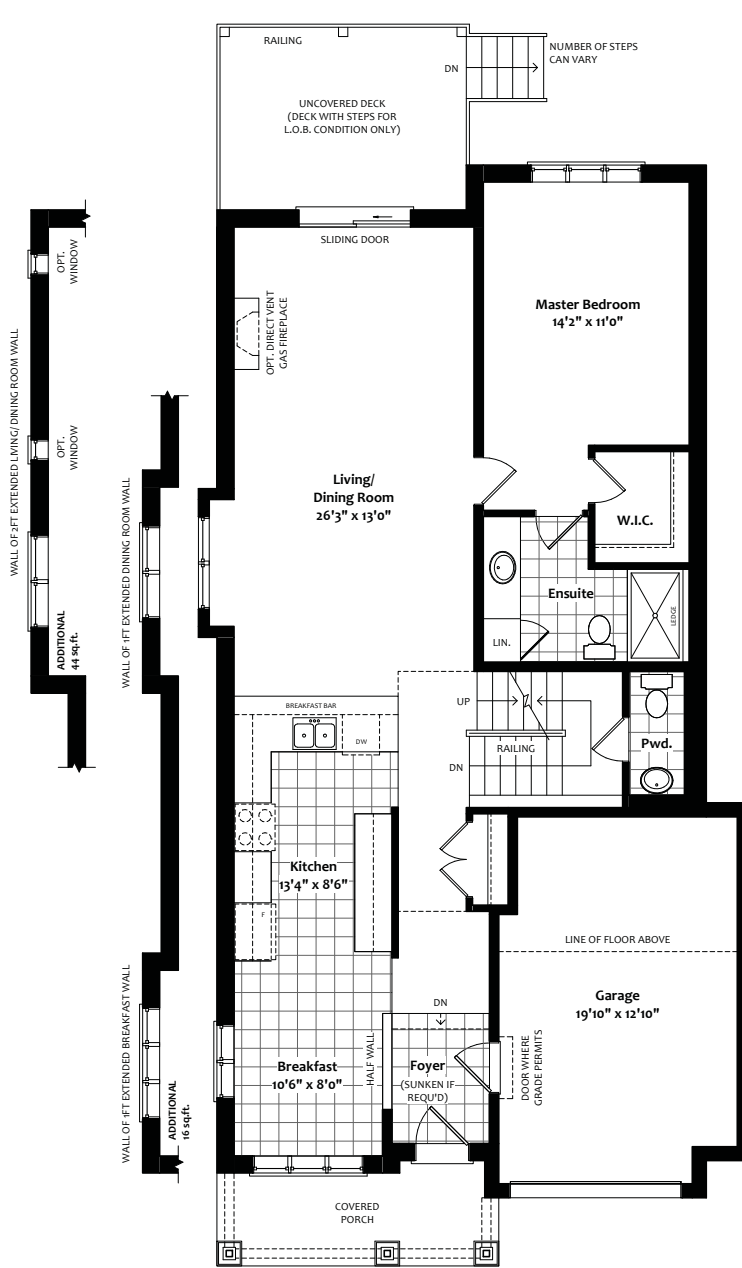 RAILING
DN
NUMBER OF STEPS
CAN VARY
UNCOVERED DECK
(DECK WITH STEPS FOR
L.O.B. CONDITION ONLY)
SLIDING DOOR
OPT.
WINDOW
OPT. DIRECT VENT
GAS FIREPLACE
Master Bedroom
14'2" x 11'0"
WALL OF 2FT EXTENDED LIVING/ DINING ROOM WALL
OPT.
WINDOW
WALL OF 1FT EXTENDED DINING ROOM WALL
Living/
Dining Room
26'3" x 13'0"
W.I.C.
Ensuite
LEDGE
LIN.
ADDITIONAL
44 sq.ft.
BREAKFAST BAR
DW
UP
RAILING
DN
Pwd.
Kitchen
13'4" x 8'6"
F
LINE OF FLOOR ABOVE
Garage
19'10" x 12'10"
DN
WALL OF 1FT EXTENDED BREAKFAST WALL
HALF WALL
DOOR WHERE
GRADE PERMITS
Breakfast
10'6" x 8'0"
Foyer
(SUNKEN IF
REQU'D)
ADDITIONAL
16 sq.ft.
COVERED
PORCH